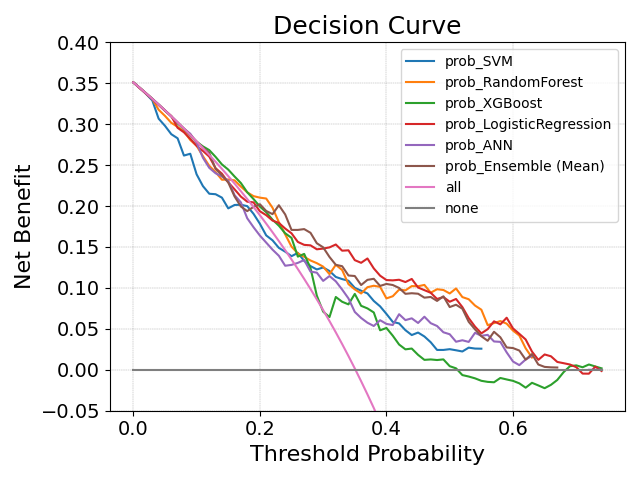 Decision Curve
0.40
0.35
0.30
0.25
0.20
0.15
0.10
0.05
0.00
−0.05
Net Benefit
prob_SVM
prob_RandomForest
prob_XGBoost
prob_LogisticRegression
prob_ANN
prob_Ensemble (Mean)
all
none
0.0 0.2 0.4 0.6
Threshold Probability